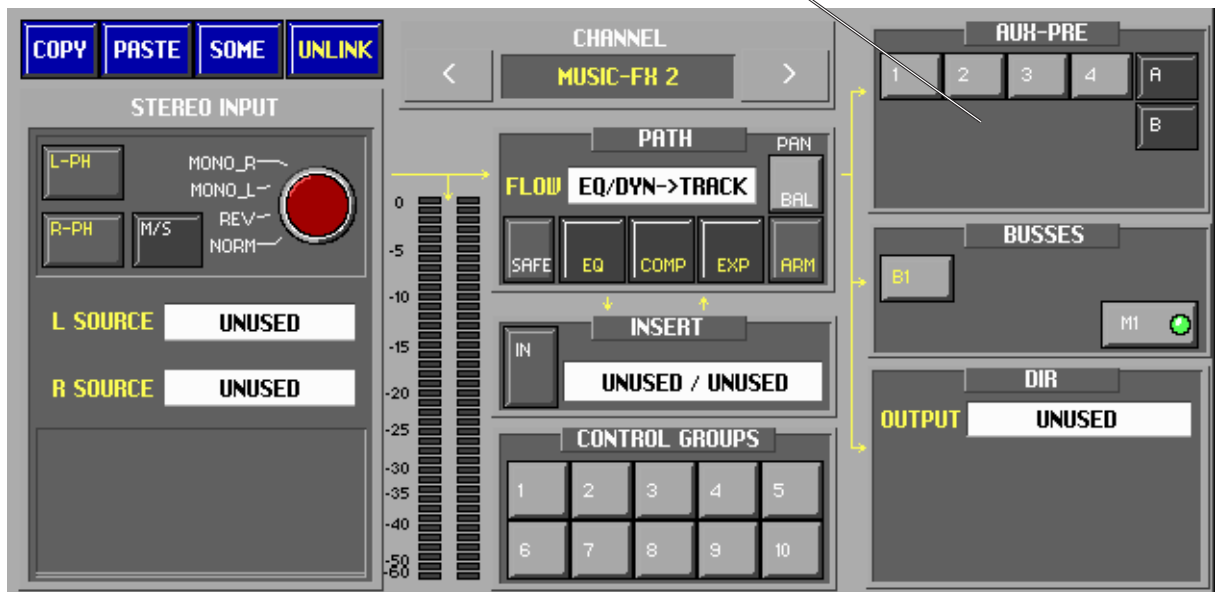 COPY PASTE SOME UNLINK
STEREO INPUT
L-PH
R-PH
M/S
MONO_R
MONO_L
REV
NORM
L SOURCE UNUSED
R SOURCE UNUSED
CHANNEL
< MUSIC-FX 2 >
0
-5
-10
-15
-20
-25
-30
-35
-40
-50
-60
PATH
PAN
FLOW EQ/DYN->TRACK
BAL
SAFE EQ COMP EXP ARM
INSERT
IN
UNUSED / UNUSED
CONTROL GROUPS
1 2 3 4 5
6 7 8 9 10
AUX-PRE
1 2 3 4 A
B
BUSSES
B1
M1
DIR
OUTPUT UNUSED